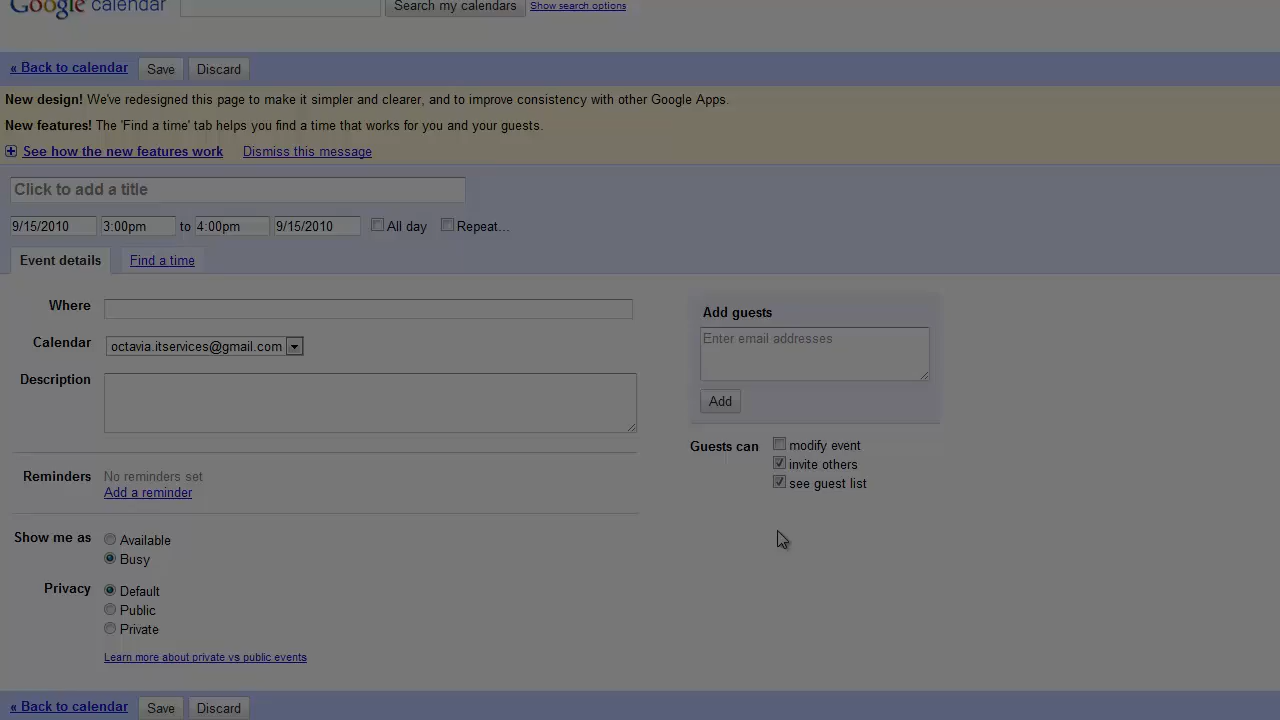 Google calendar Search my calendars Show search options
« Back to calendar Save Discard
New design! We've redesigned this page to make it simpler and clearer, and to improve consistency with other Google Apps.
New features! The 'Find a time' tab helps you find a time that works for you and your guests.
See how the new features work Dismiss this message
Click to add a title
9/15/2010 3:00pm to 4:00pm 9/15/2010 All day Repeat...
Event details Find a time
Where
Calendar octavia.itservices@gmail.com
Description
Reminders No reminders set
Add a reminder
Show me as Available
Busy
Privacy Default
Public
Private
Learn more about private vs public events
Add guests
Enter email addresses
Add
Guests can modify event
invite others
see guest list
« Back to calendar Save Discard